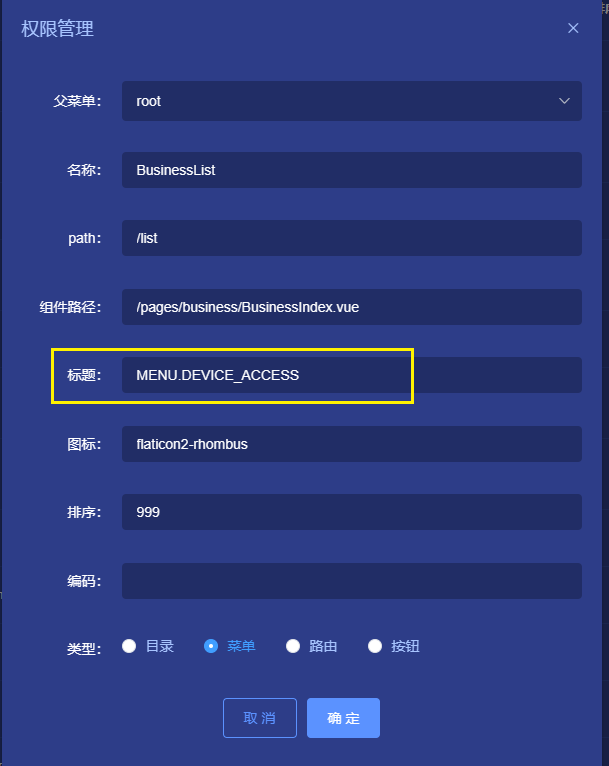 权限管理
父菜单： root
名称： BusinessList
path： /list
组件路径： /pages/business/BusinessIndex.vue
标题： MENU.DEVICE_ACCESS
图标： flaticon2-rhombus
排序： 999
编码：
类型： 目录 菜单 路由 按钮
取 消 确 定